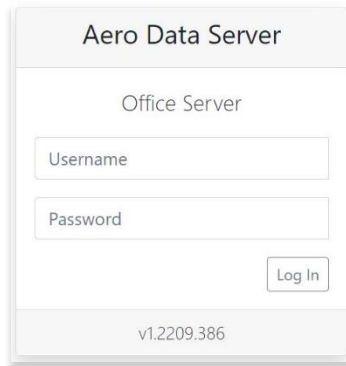 Aero Data Server
Office Server
Username
Password
Log In
v1.2209.386